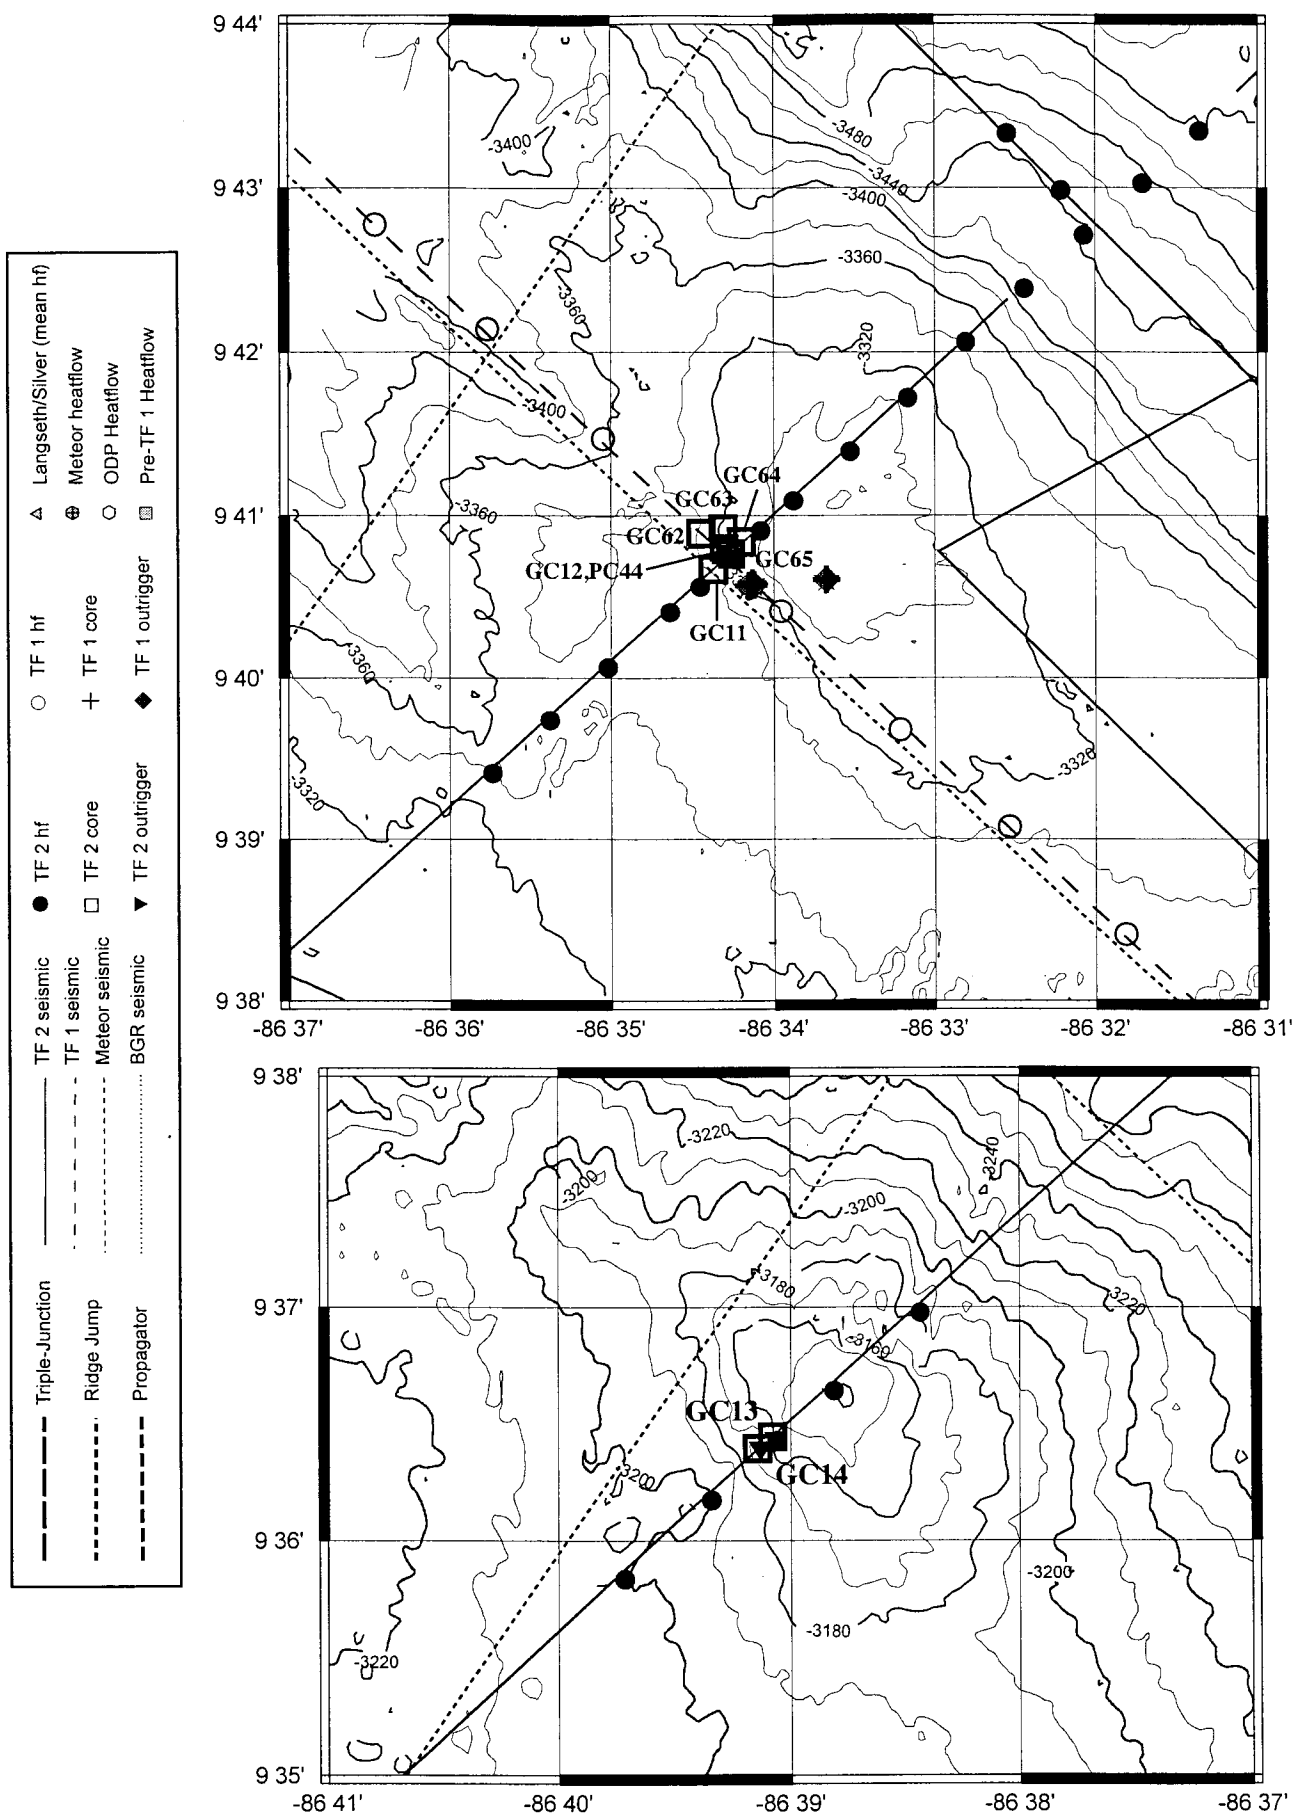 Langseth/Silver (mean hf)
Meteor heatflow
ODP Heatflow
Pre-TF 1 Heatflow
TF 1 hf
TF 1 core
TF 1 outrigger
TF 2 hf
TF 2 core
TF 2 outrigger
TF 2 seismic
TF 1 seismic
Meteor seismic
BGR seismic
Triple-Junction
Ridge Jump
Propagator
9 44'
9 43'
9 42'
9 41'
9 40'
9 39'
9 38'
-3400
-3480
-3440
-3400
-3360
-3360
-3320
-3400
-3360
GC64
GC63
GC62
GC65
GC12,PC44
GC11
-3360
-3320
-3320
-86 37'
-86 36'
-86 35'
-86 34'
-86 33'
-86 32'
-86 31'
9 38'
9 37'
9 36'
9 35'
-3220
-3240
-3200
-3200
-3180
-3220
-3160
GC13
GC14
-3200
-3200
-3180
-3220
-86 41'
-86 40'
-86 39'
-86 38'
-86 37'